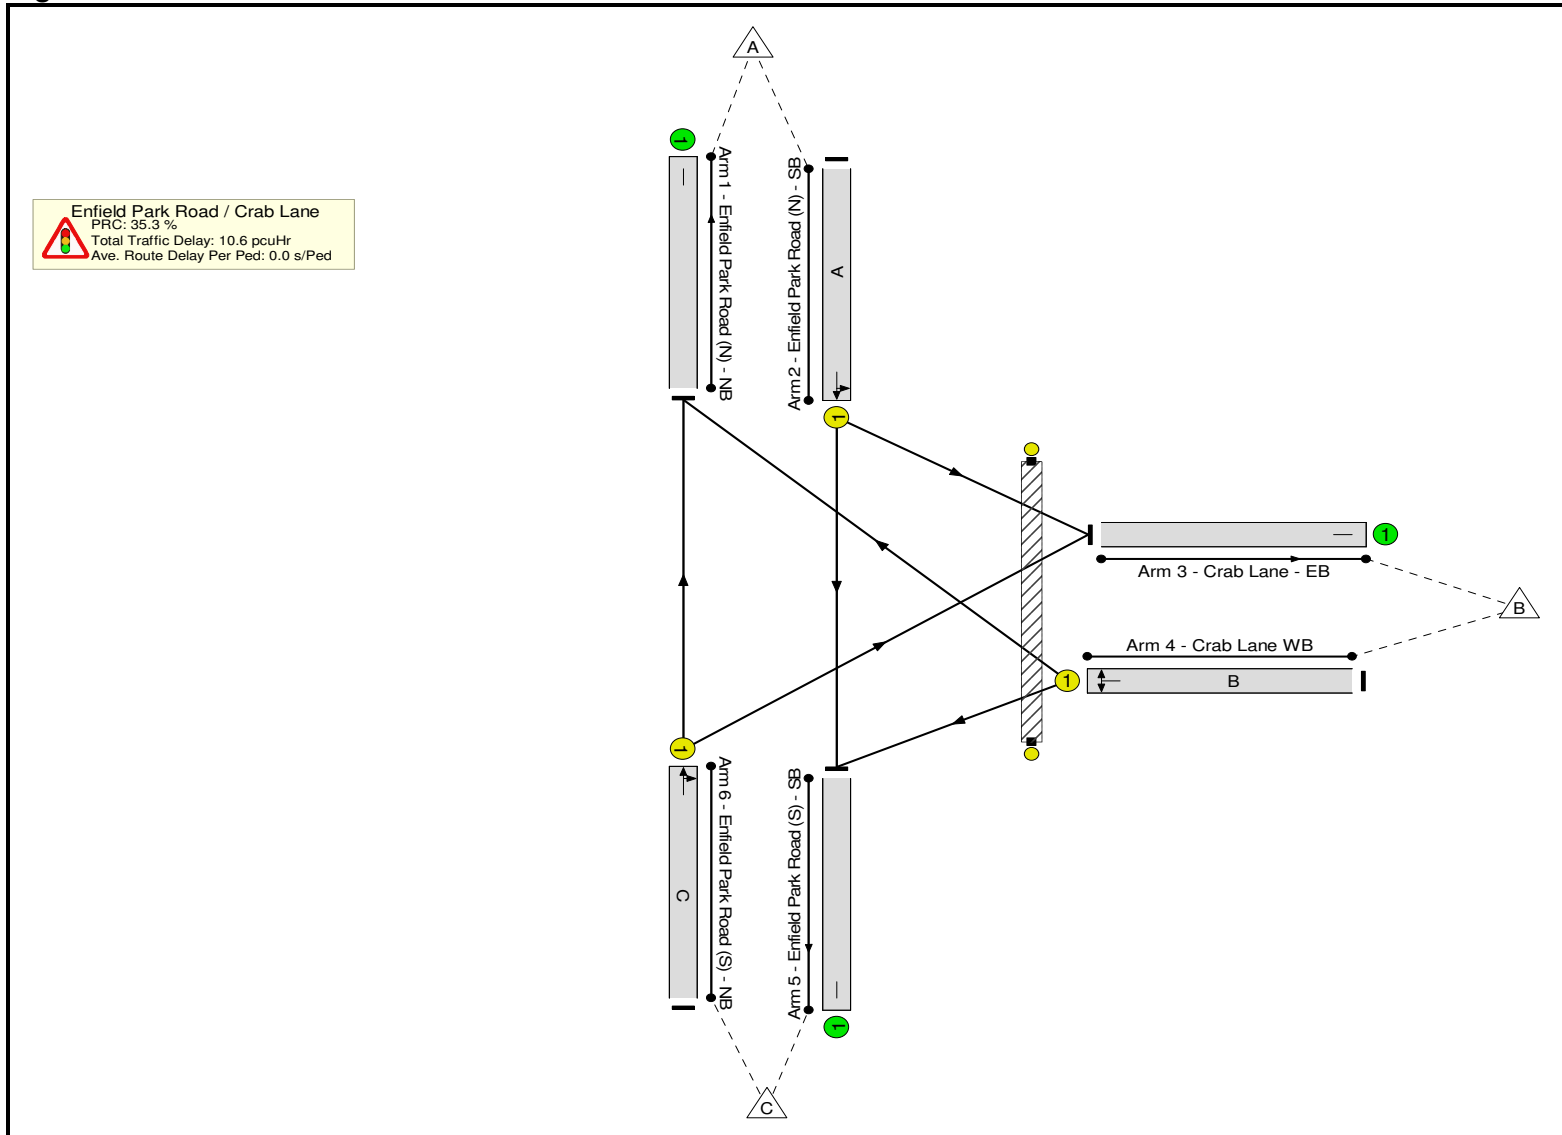 A
1
Enfield Park Road / Crab Lane
PRC: 35.3 %
Total Traffic Delay: 10.6 pcuHr
Ave. Route Delay Per Ped: 0.0 s/Ped
Arm 1 - Enfield Park Road (N) - NB
Arm 2 - Enfield Park Road (N) - SB
A
1
1
Arm 3 - Crab Lane - EB
B
Arm 4 - Crab Lane WB
1
B
1
Arm 6 - Enfield Park Road (S) - NB
Arm 5 - Enfield Park Road (S) - SB
C
1
C